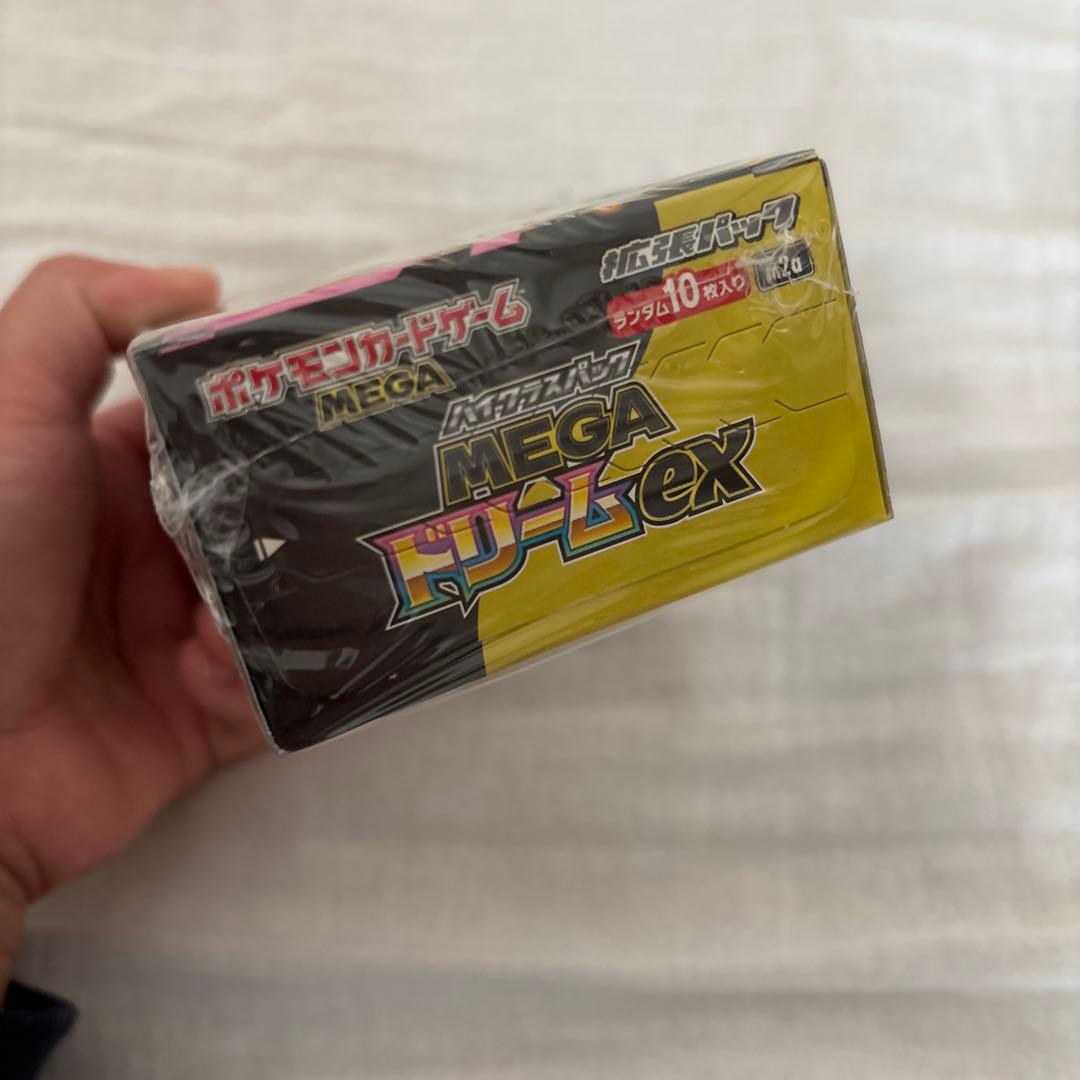 拡張パック
ランダム10枚入り
M2a
ポケモンカードゲーム
MEGA
ハイクラスパック
MEGA
ドリームex